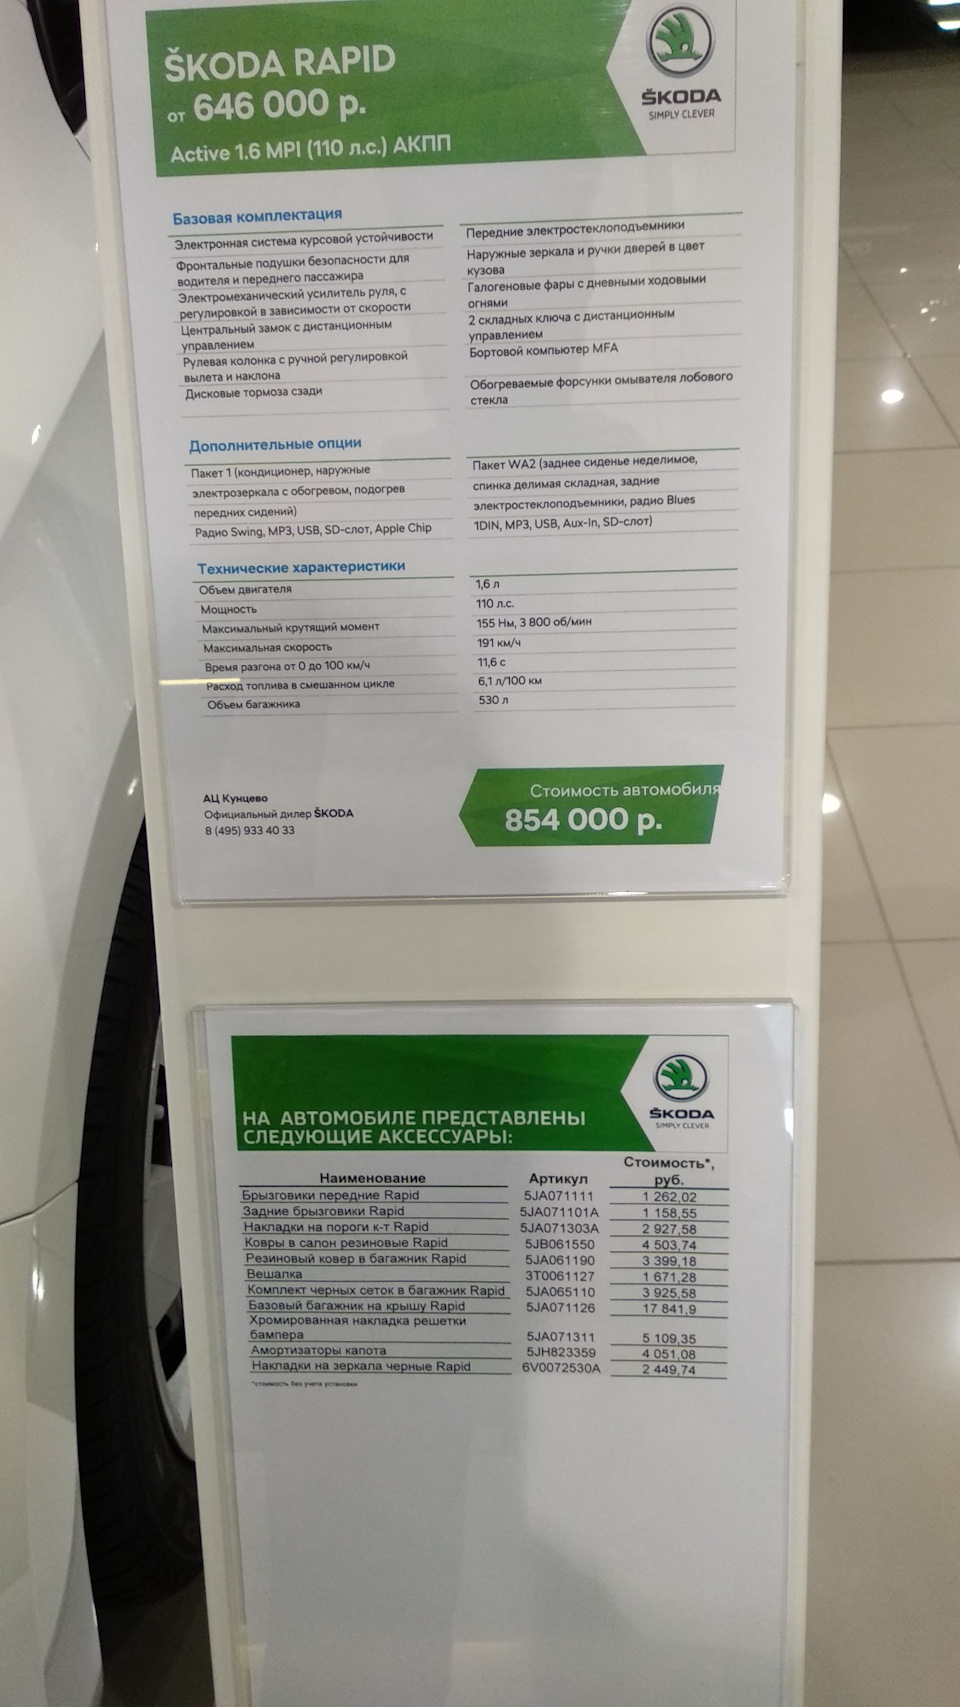 ŠKODA RAPID
от 646 000 р.
Active 1.6 MPI (110 л.с.) АКПП
ŠKODA
SIMPLY CLEVER
Базовая комплектация
Электронная система курсовой устойчивости
Фронтальные подушки безопасности для
водителя и переднего пассажира
Электромеханический усилитель руля, с
регулировкой в зависимости от скорости
Центральный замок с дистанционным
управлением
Рулевая колонка с ручной регулировкой
вылета и наклона
Дисковые тормоза сзади
Передние электростеклоподъемники
Наружные зеркала и ручки дверей в цвет
кузова
Галогеновые фары с дневными ходовыми
огнями
2 складных ключа с дистанционным
управлением
Бортовой компьютер MFA
Обогреваемые форсунки омывателя лобового
стекла
Дополнительные опции
Пакет 1 (кондиционер, наружные
электрозеркала с обогревом, подогрев
передних сидений)
Радио Swing, MP3, USB, SD-слот, Apple Chip
Пакет WA2 (заднее сиденье неделимое,
спинка делимая складная, задние
электростеклоподъемники, радио Blues
1DIN, MP3, USB, Aux-In, SD-слот)
Технические характеристики
Объем двигателя 1,6 л
Мощность 110 л.с.
Максимальный крутящий момент 155 Нм, 3 800 об/мин
Максимальная скорость 191 км/ч
Время разгона от 0 до 100 км/ч 11,6 с
Расход топлива в смешанном цикле 6,1 л/100 км
Объем багажника 530 л
АЦ Кунцево
Официальный дилер ŠKODA
8 (495) 933 40 33
Стоимость автомобиля
854 000 р.
НА АВТОМОБИЛЕ ПРЕДСТАВЛЕНЫ
СЛЕДУЮЩИЕ АКСЕССУАРЫ:
ŠKODA
SIMPLY CLEVER
Наименование Артикул Стоимость*,
руб.
Брызговики передние Rapid 5JA071111 1 262,02
Задние брызговики Rapid 5JA071101A 1 158,55
Накладки на пороги к-т Rapid 5JA071303A 2 927,58
Ковры в салон резиновые Rapid 5JB061550 4 503,74
Резиновый ковер в багажник Rapid 5JA061190 3 399,18
Вешалка 3T0061127 1 671,28
Комплект черных сеток в багажник Rapid 5JA065110 3 925,58
Базовый багажник на крышу Rapid 5JA071126 17 841,9
Хромированная накладка решетки
бампера 5JA071311 5 109,35
Амортизаторы капота 5JH823359 4 051,08
Накладки на зеркала черные Rapid 6V0072530A 2 449,74
*стоимость без учета установки